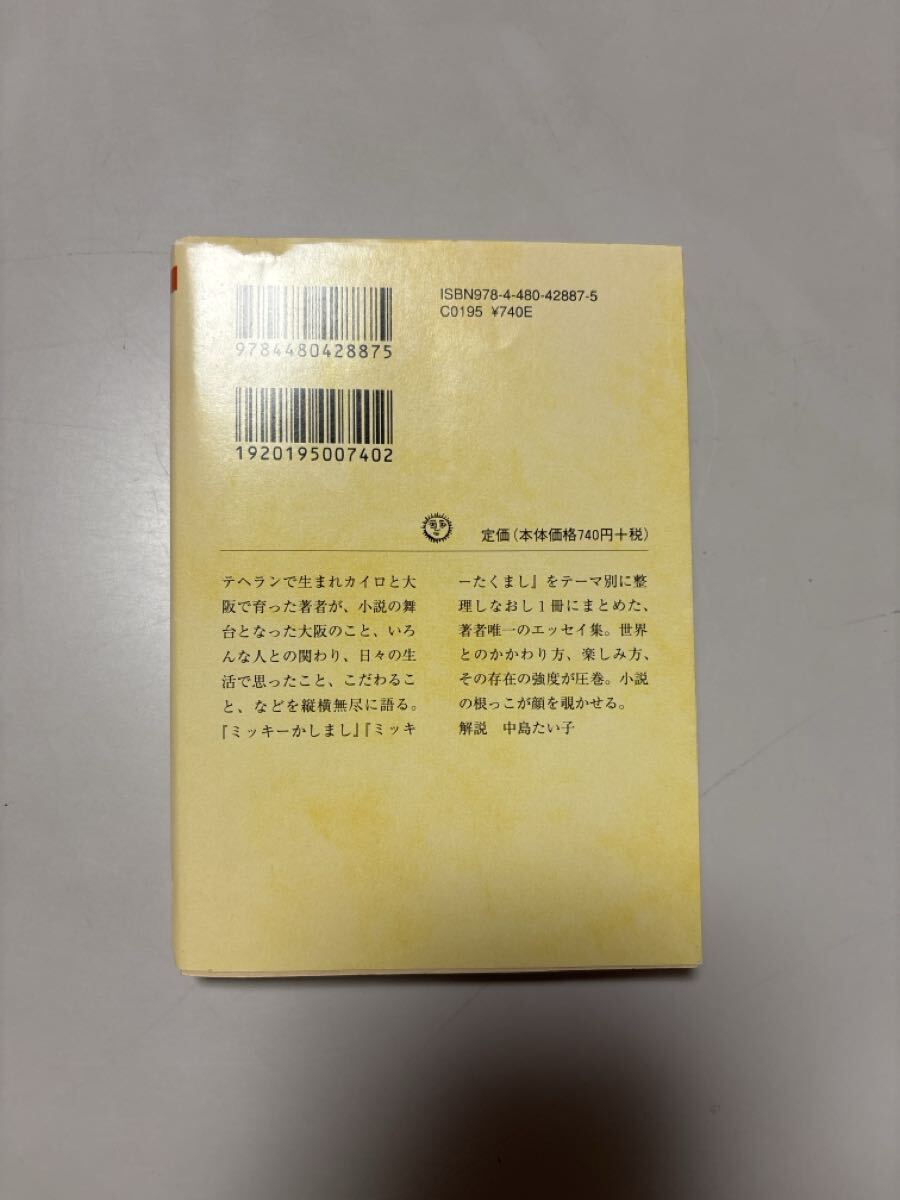 ISBN978-4-480-42887-5
C0195 ¥740E
9784480428875
1920195007402
定価(本体価格740円+税)
テヘランで生まれカイロと大
阪で育った著者が、小説の舞
台となった大阪のこと、いろ
んな人との関わり、日々の生
活で思ったこと、こだわるこ
と、などを縦横無尽に語る。
『ミッキーかしまし』『ミッキ
ーたくまし』をテーマ別に整
理しなおし1冊にまとめた、
著者唯一のエッセイ集。世界
とのかかわり方、楽しみ方、
その存在の強度が圧巻。小説
の根っこが顔を覗かせる。
解説 中島たい子